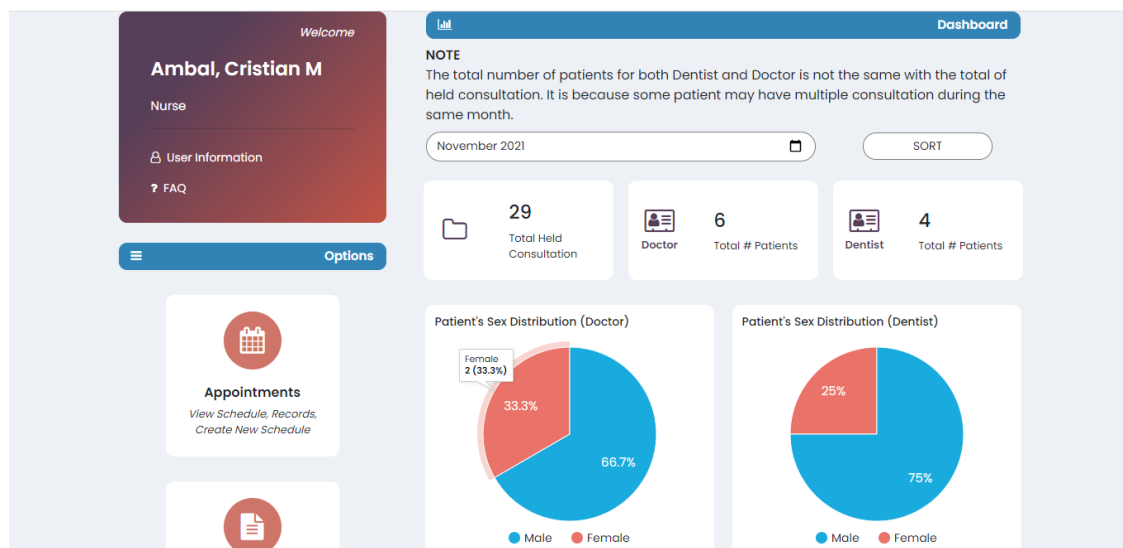 Welcome
Ambal, Cristian M
Nurse
User Information
? FAQ
Options
Appointments
View Schedule, Records,
Create New Schedule
Dashboard
NOTE
The total number of patients for both Dentist and Doctor is not the same with the total of
held consultation. It is because some patient may have multiple consultation during the
same month.
November 2021
SORT
29
Total Held
Consultation
Doctor
6
Total # Patients
Dentist
4
Total # Patients
Patient's Sex Distribution (Doctor)
Female
2 (33.3%)
33.3%
66.7%
Male
Female
Patient's Sex Distribution (Dentist)
25%
75%
Male
Female